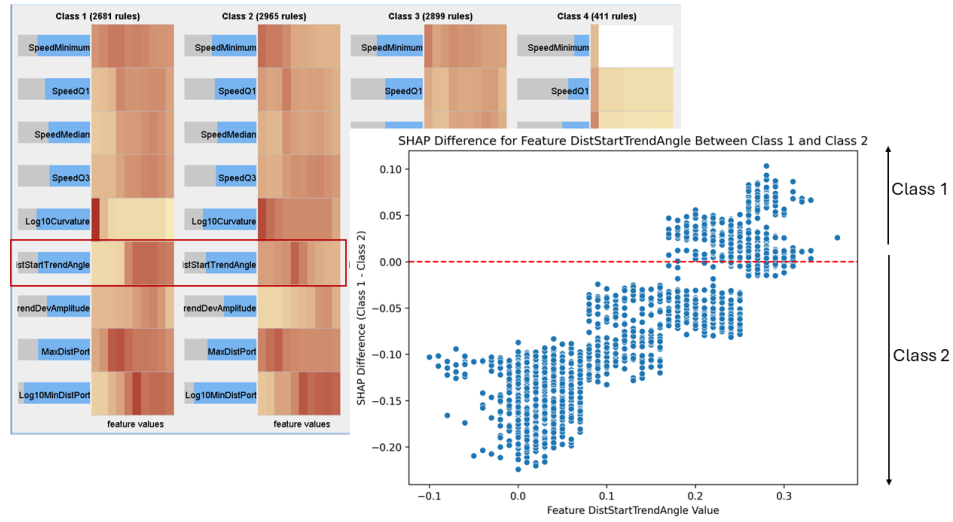 Class 1 (2681 rules) Class 2 (2965 rules) Class 3 (2899 rules) Class 4 (411 rules)
SpeedMinimum SpeedMinimum SpeedMinimum SpeedMinimum
SpeedQ1 SpeedQ1 SpeedQ1 SpeedQ1
SpeedMedian SpeedMedian
SpeedQ3 SpeedQ3
Log10Curvature Log10Curvature
istStartTrendAngle istStartTrendAngle
rendDevAmplitude rendDevAmplitude
MaxDistPort MaxDistPort
Log10MinDistPort Log10MinDistPort
feature values feature values
SHAP Difference for Feature DistStartTrendAngle Between Class 1 and Class 2
SHAP Difference (Class 1 - Class 2)
0.10
0.05
0.00
−0.05
−0.10
−0.15
−0.20
−0.1 0.0 0.1 0.2 0.3
Feature DistStartTrendAngle Value
Class 1
Class 2